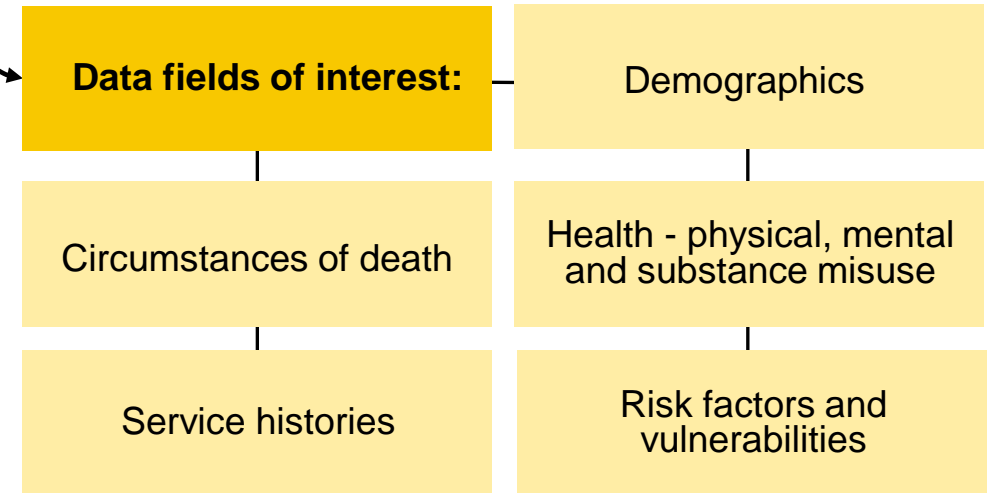 Data fields of interest:
Demographics
Circumstances of death
Health - physical, mental
and substance misuse
Service histories
Risk factors and
vulnerabilities